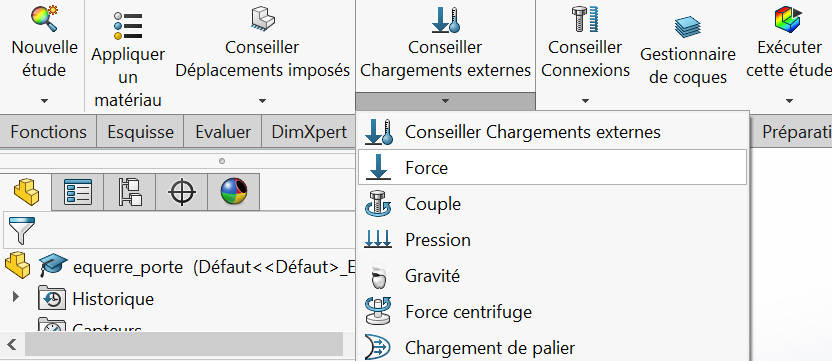 Nouvelle
étude
Appliquer
un
matériau
Conseiller
Déplacements imposés
Conseiller
Chargements externes
Conseiller
Connexions
Gestionnaire
de coques
Exécuter
cette étude
Fonctions
Esquisse
Evaluer
DimXpert
Préparati
Conseiller Chargements externes
Force
Couple
Pression
Gravité
Force centrifuge
Chargement de palier
equerre_porte (Défaut<<Défaut>_E
Historique
Capteurs